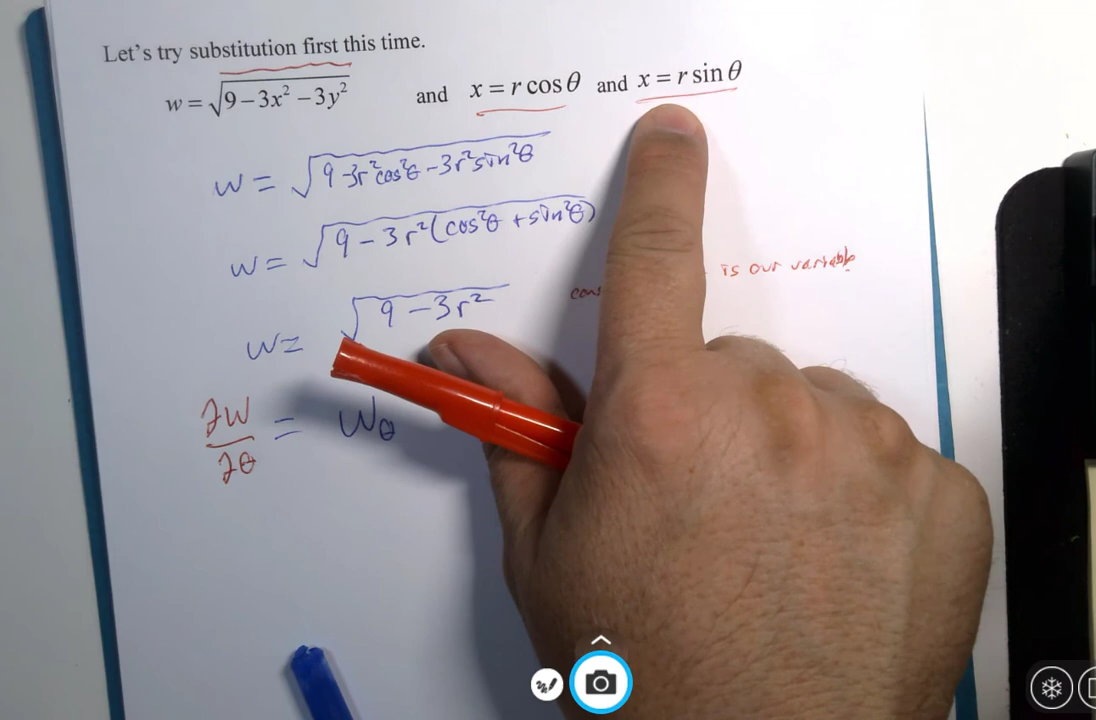 Let's try substitution first this time.
w = √(9 − 3x² − 3y²) and x = r cos θ and x = r sin θ
w = √(9 − 3r²cos²θ − 3r²sin²θ)
w = √(9 − 3r²(cos²θ + sin²θ))
is our variable
w = √(9 − 3r²)
∂w/∂θ = wθ